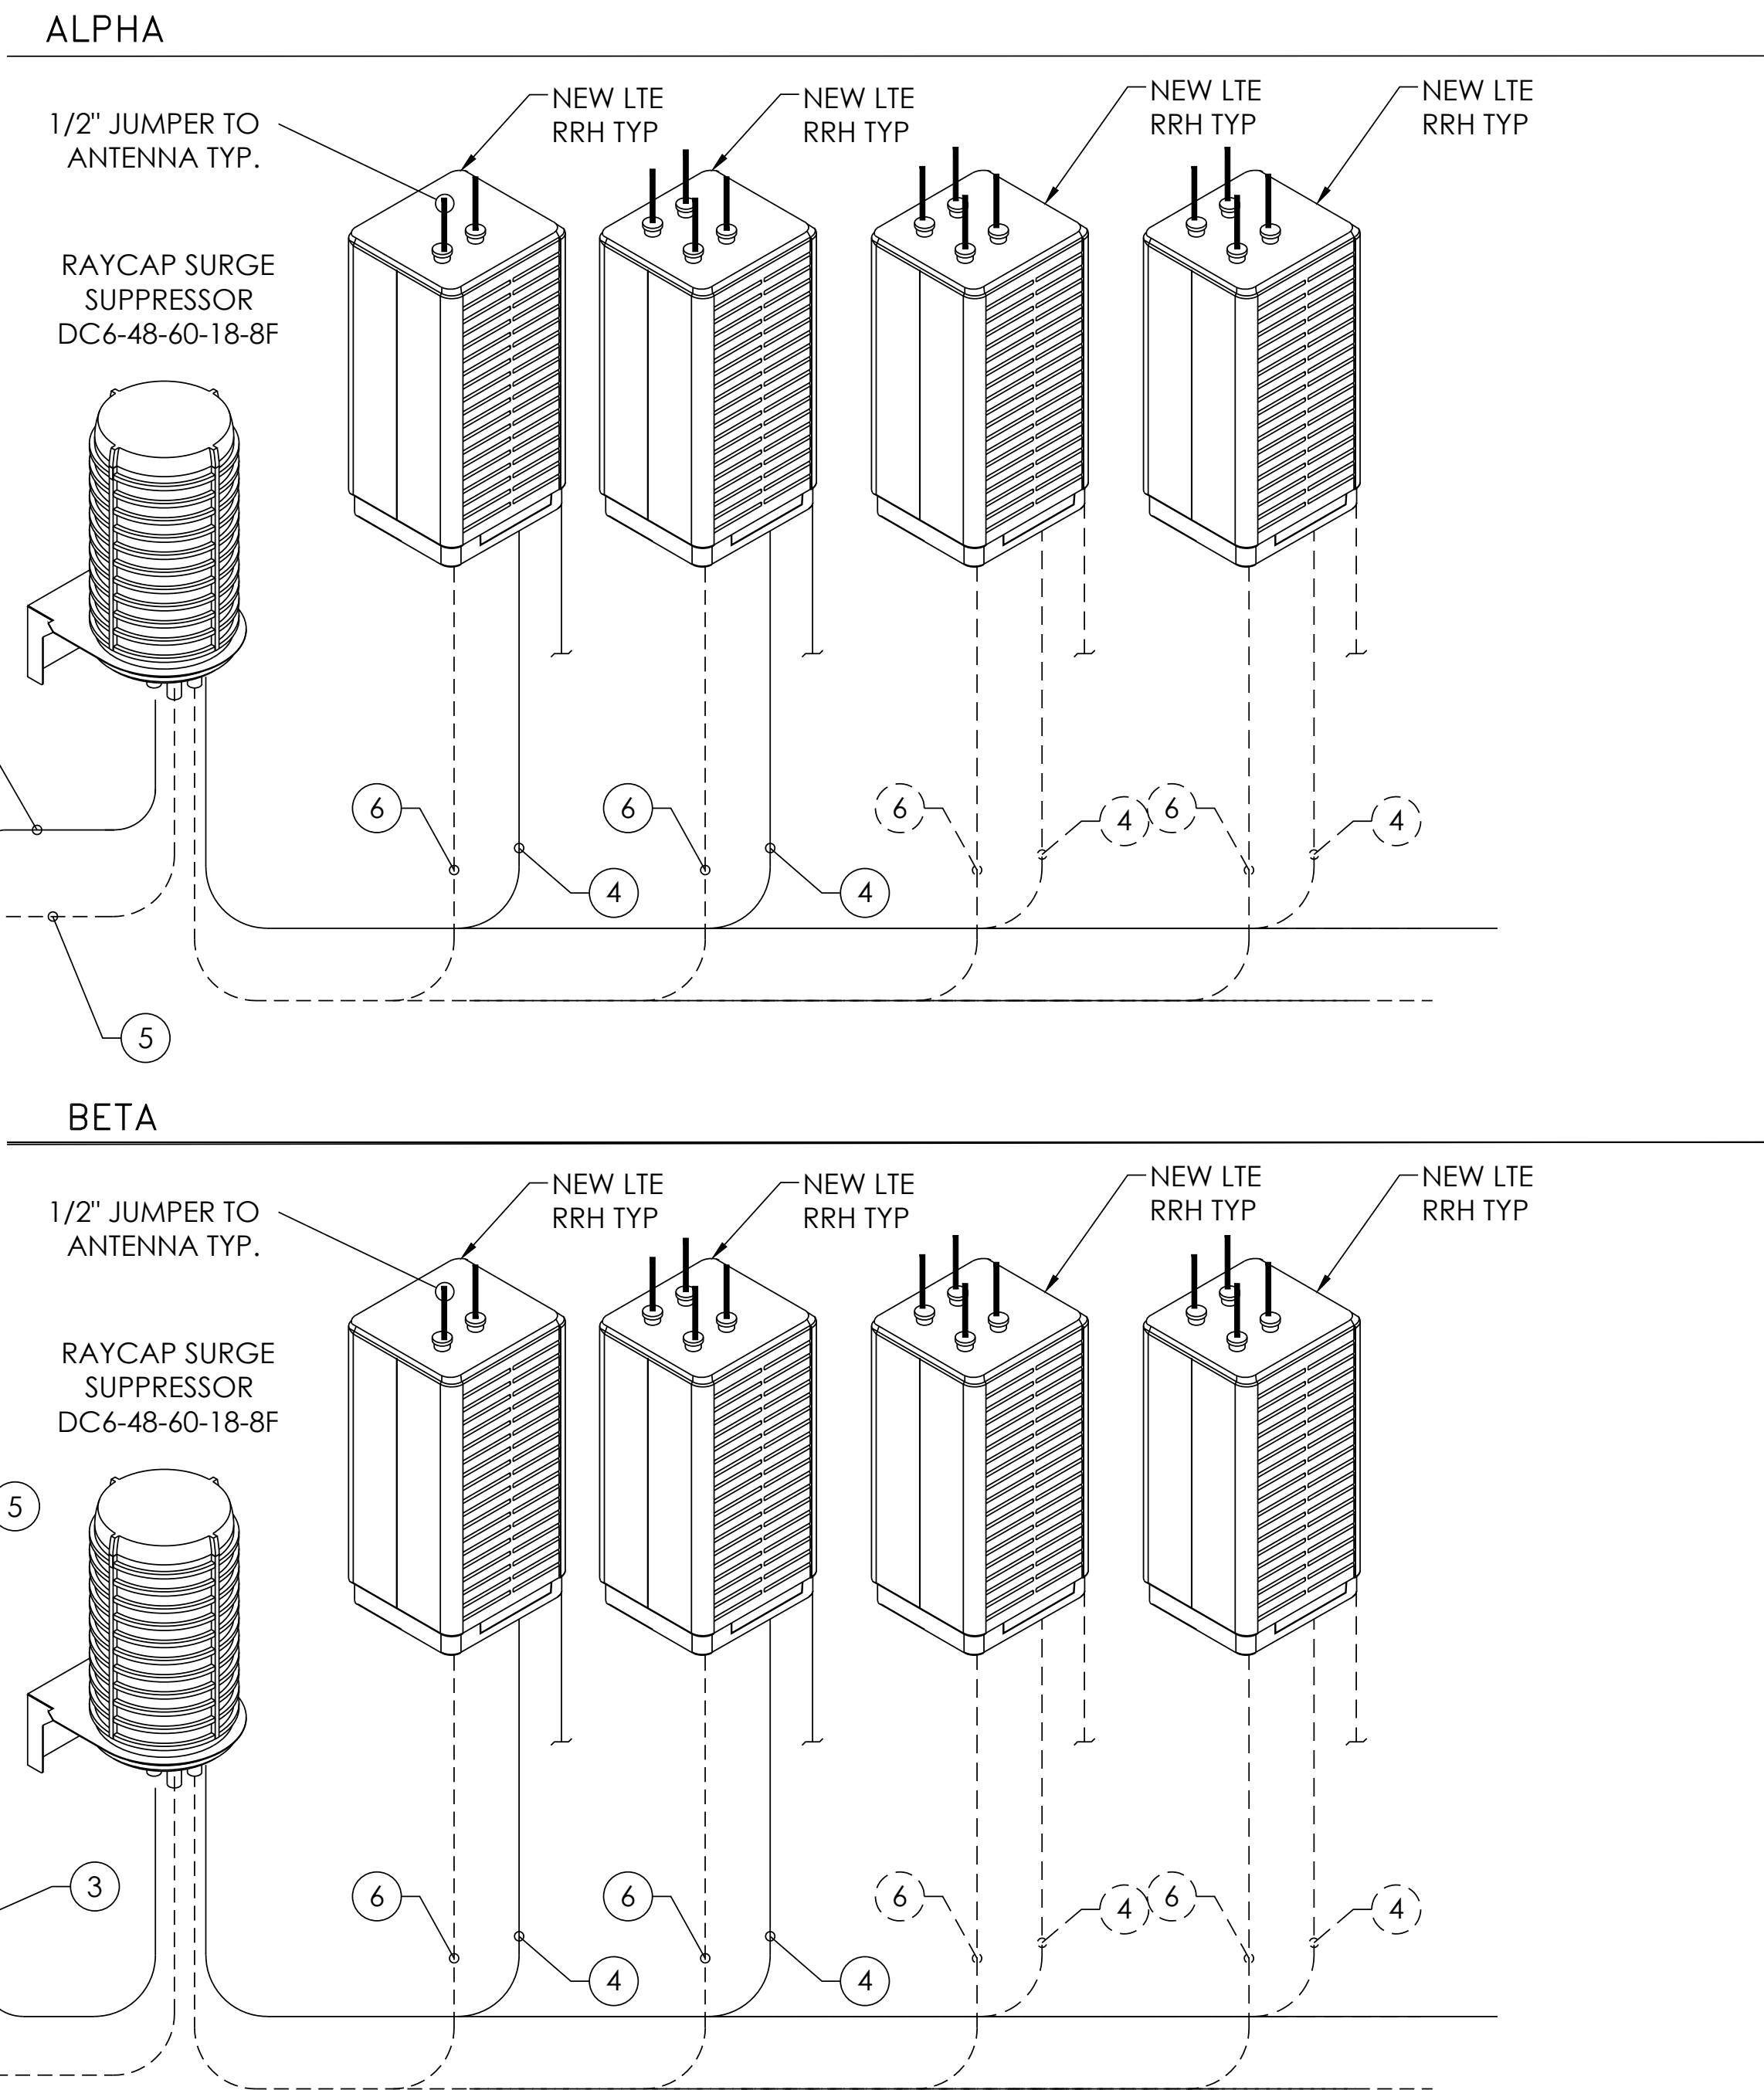 ALPHA
NEW LTE
RRH TYP
NEW LTE
RRH TYP
NEW LTE
RRH TYP
NEW LTE
RRH TYP
1/2" JUMPER TO
ANTENNA TYP.
RAYCAP SURGE
SUPPRESSOR
DC6-48-60-18-8F
6
6
6
4
6
4
4
4
5
BETA
NEW LTE
RRH TYP
NEW LTE
RRH TYP
NEW LTE
RRH TYP
NEW LTE
RRH TYP
1/2" JUMPER TO
ANTENNA TYP.
RAYCAP SURGE
SUPPRESSOR
DC6-48-60-18-8F
5
3
6
6
6
4
6
4
4
4